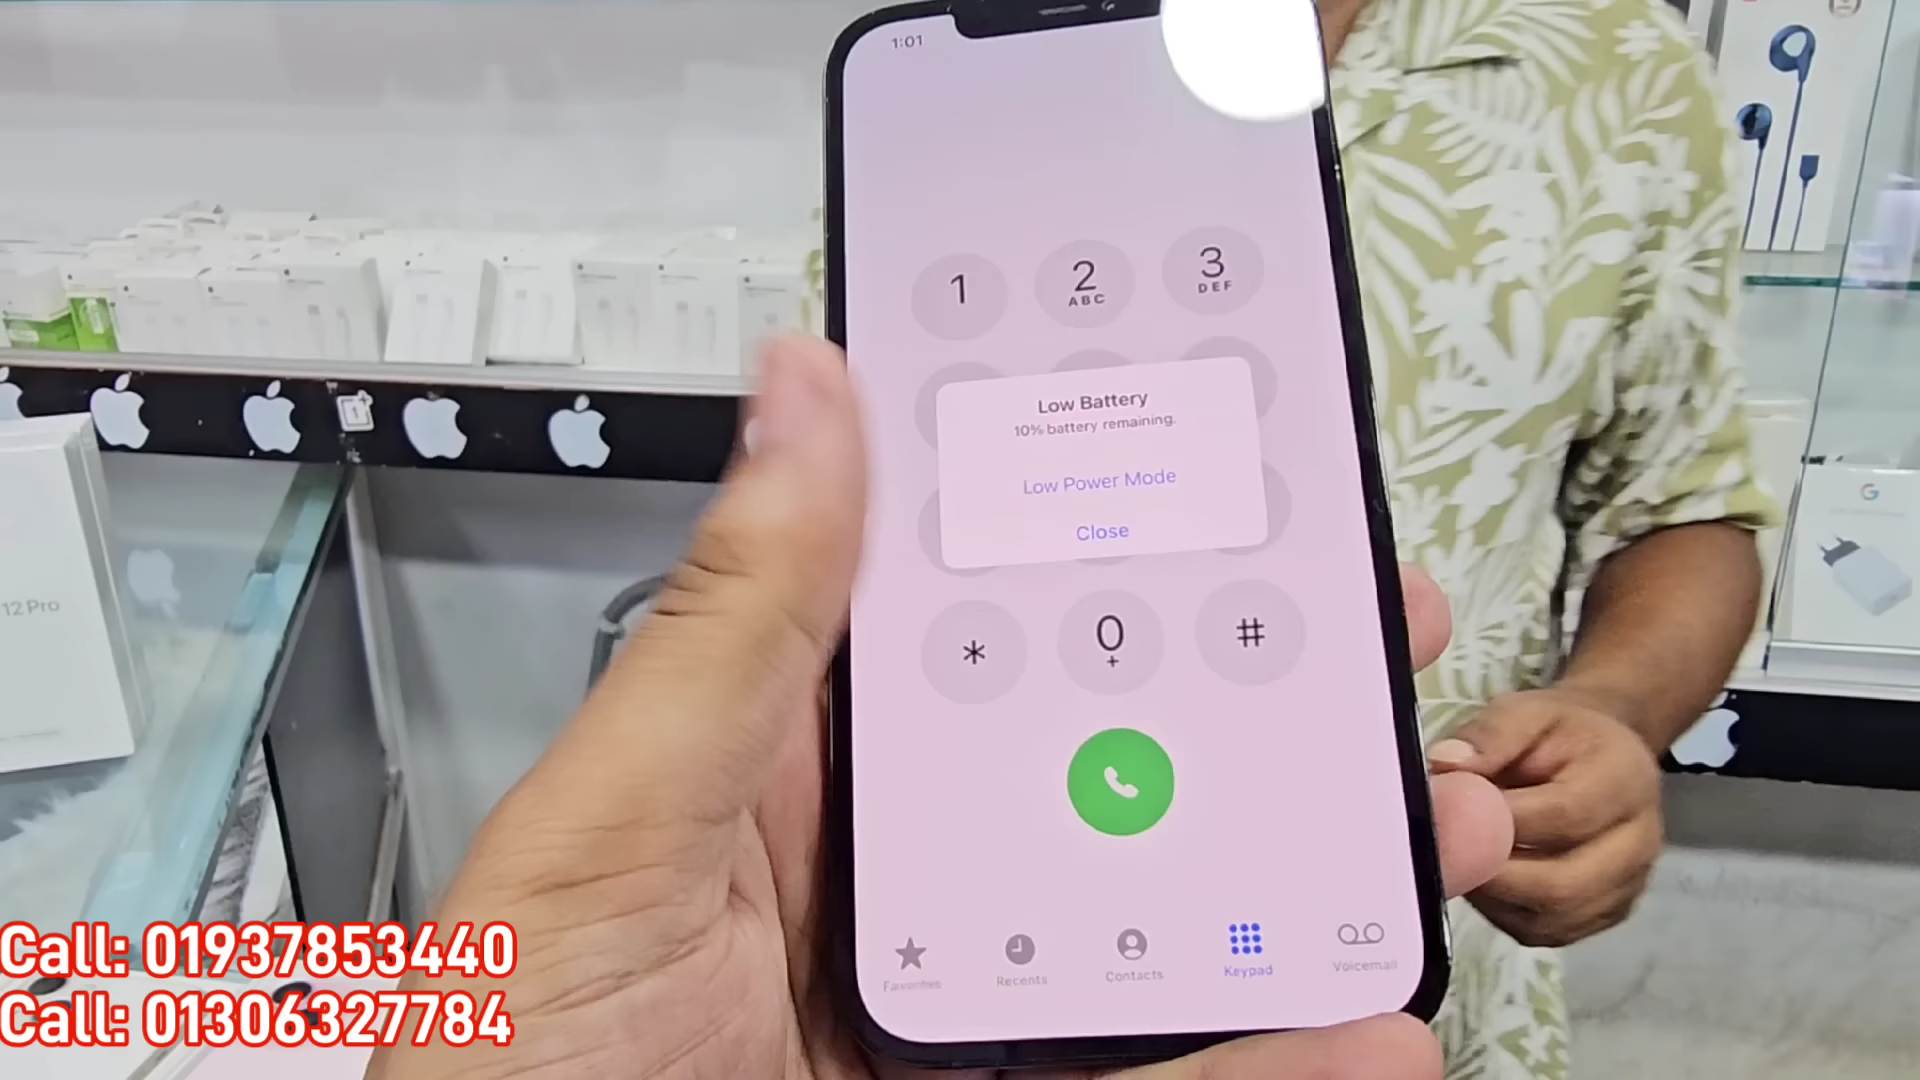 1:01
1
2
ABC
3
DEF
Low Battery
10% battery remaining.
Low Power Mode
Close
*
0
+
#
Favorites
Recents
Contacts
Keypad
Voicemail
12 Pro
G
Call: 01937853440
Call: 01306327784